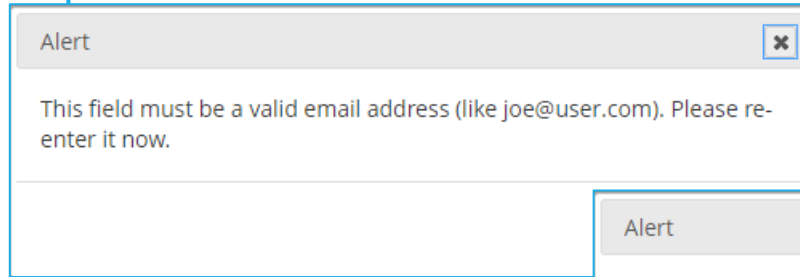 Alert
This field must be a valid email address (like joe@user.com). Please re-
enter it now.
Alert